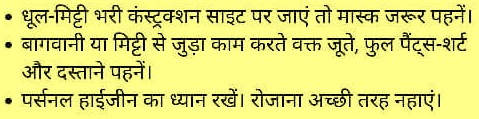 • धूल-मिट्टी भरी कंस्ट्रक्शन साइट पर जाएं तो मास्क जरूर पहनें।
• बागवानी या मिट्टी से जुड़ा काम करते वक्त जूते, फुल पैंट्स-शर्ट
और दस्ताने पहनें।
• पर्सनल हाईजीन का ध्यान रखें। रोजाना अच्छी तरह नहाएं।